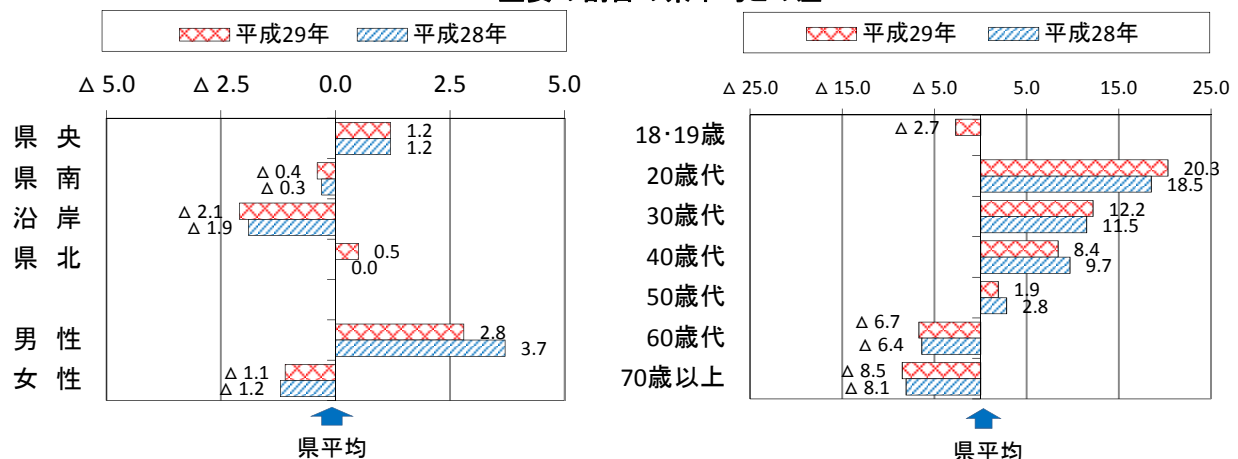 平成29年 平成28年
△ 5.0 △ 2.5 0.0 2.5 5.0
県 央 1.2
1.2
県 南 △ 0.4
△ 0.3
沿 岸 △ 2.1
△ 1.9
県 北 0.5
0.0
男 性 2.8
3.7
女 性 △ 1.1
△ 1.2
県平均
平成29年 平成28年
△ 25.0 △ 15.0 △ 5.0 5.0 15.0 25.0
18・19歳 △ 2.7
20歳代 20.3
18.5
30歳代 12.2
11.5
40歳代 8.4
9.7
50歳代 1.9
2.8
60歳代 △ 6.7
△ 6.4
70歳以上 △ 8.5
△ 8.1
県平均